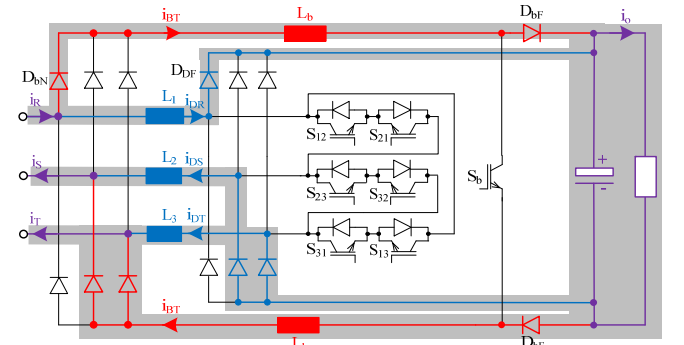 i_BT L_b D_bF i_o
D_bN D_DF
i_R L_1 i_DR
S_12 S_21
i_S L_2 i_DS
S_23 S_32 S_b +
i_T L_3 i_DT
S_31 S_13
i_BT